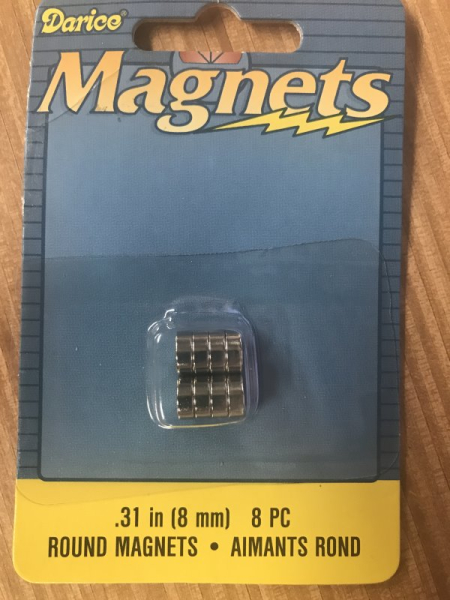 Darice
Magnets
.31 in (8 mm) 8 PC
ROUND MAGNETS • AIMANTS ROND